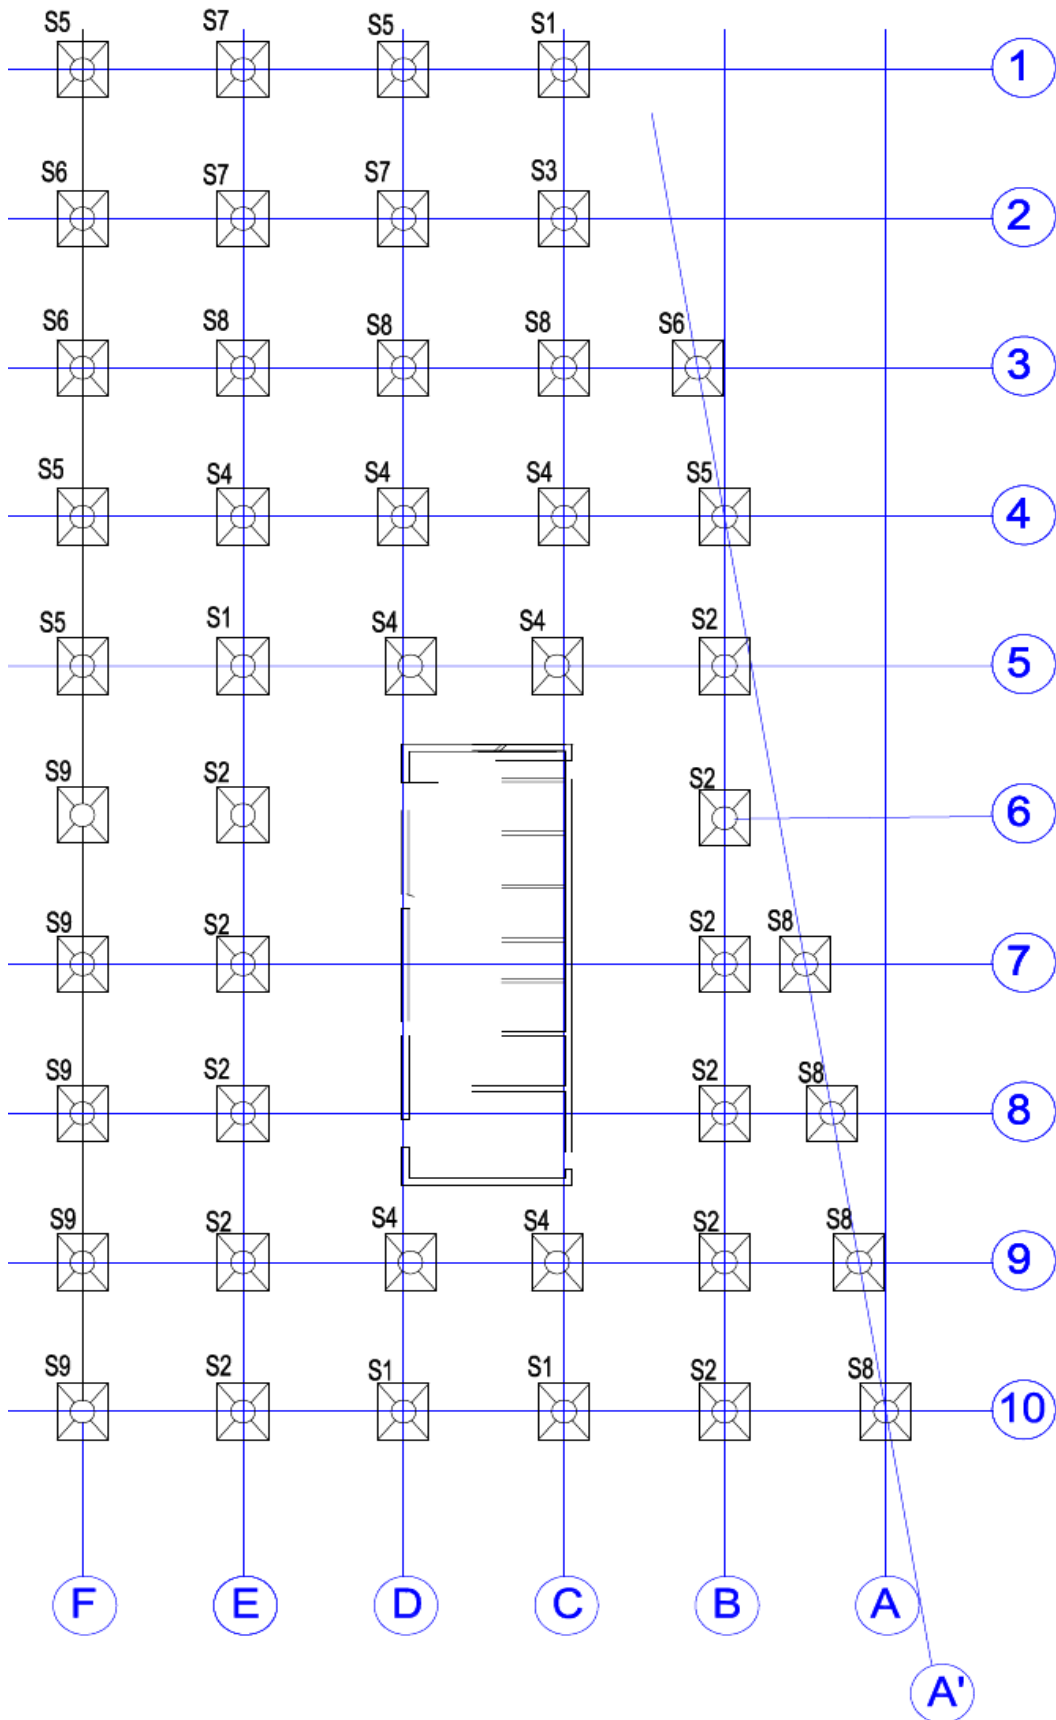 S5 S7 S5 S1 1
S6 S7 S7 S3 2
S6 S8 S8 S8 S6 3
S5 S4 S4 S4 S5 4
S5 S1 S4 S4 S2 5
S9 S2 S2 6
S9 S2 S2 S8 7
S9 S2 S2 S8 8
S9 S2 S4 S4 S2 S8 9
S9 S2 S1 S1 S2 S8 10
F E D C B A
A'